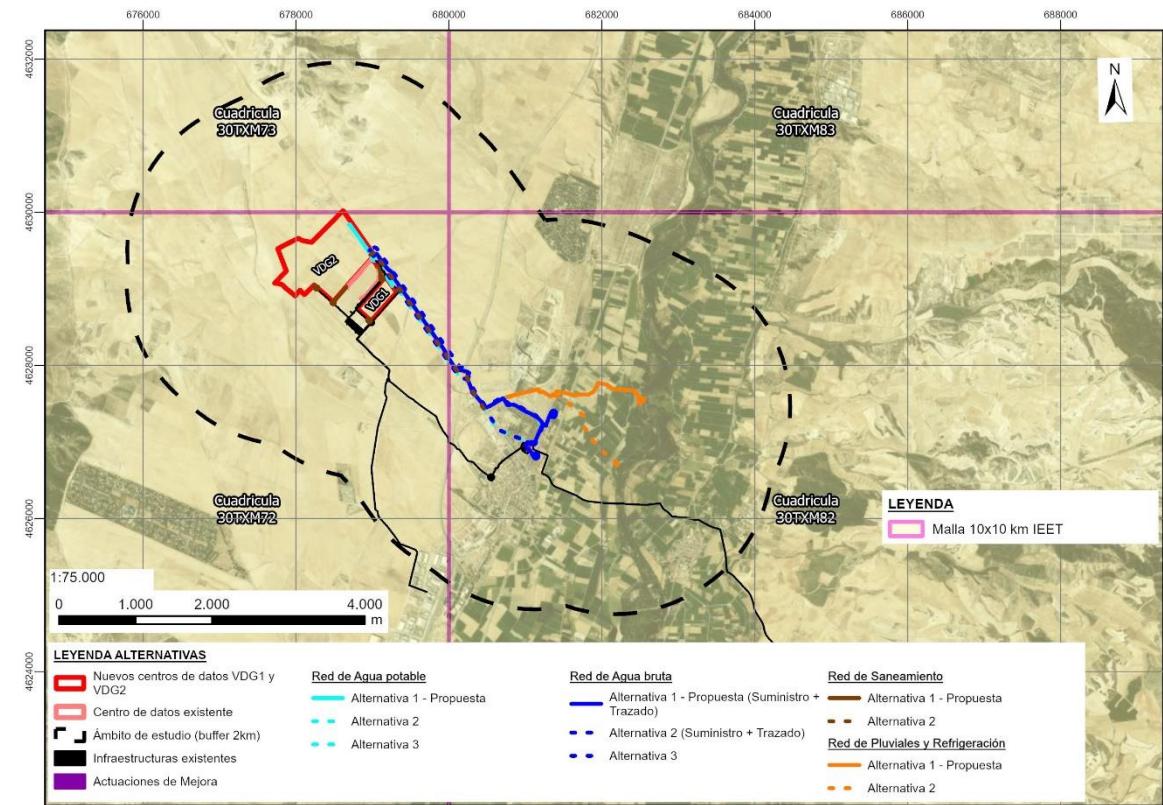 676000 678000 680000 682000 684000 686000 688000
4632000
N
Cuadricula
30TXM73
Cuadricula
30TXM83
4630000
VDG2
VDG1
4628000
Cuadricula
30TXM72
Cuadricula
30TXM82
4626000
LEYENDA
Malla 10x10 km IEET
1:75.000
0 1.000 2.000 4.000
m
4624000
LEYENDA ALTERNATIVAS
Nuevos centros de datos VDG1 y
VDG2
Centro de datos existente
Ámbito de estudio (buffer 2km)
Infraestructuras existentes
Actuaciones de Mejora
Red de Agua potable
Alternativa 1 - Propuesta
Alternativa 2
Alternativa 3
Red de Agua bruta
Alternativa 1 - Propuesta (Suministro +
Trazado)
Alternativa 2 (Suministro + Trazado)
Alternativa 3
Red de Saneamiento
Alternativa 1 - Propuesta
Alternativa 2
Red de Pluviales y Refrigeración
Alternativa 1 - Propuesta
Alternativa 2